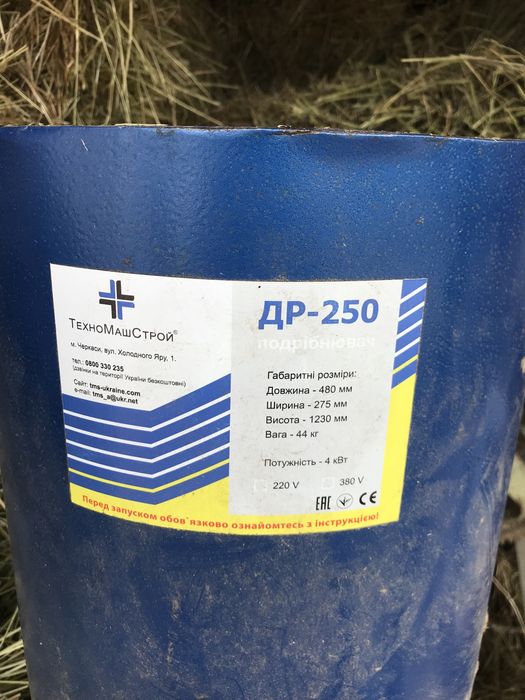 ТехноМашСтрой®
м. Черкаси, вул. Холодного Яру, 1.
тел.: 0800 330 235
(дзвінки на території України безкоштовні)
Сайт: tms-ukraine.com
e-mail. tms_a@ukr.net
ДР-250
подрібнювач
Габаритні розміри:
Довжина - 480 мм
Ширина - 275 мм
Висота - 1230 мм
Вага - 44 кг
Потужність - 4 кВт
220 V 380 V
EAC CE
Перед запуском обов`язково ознайомтесь з інструкцією!